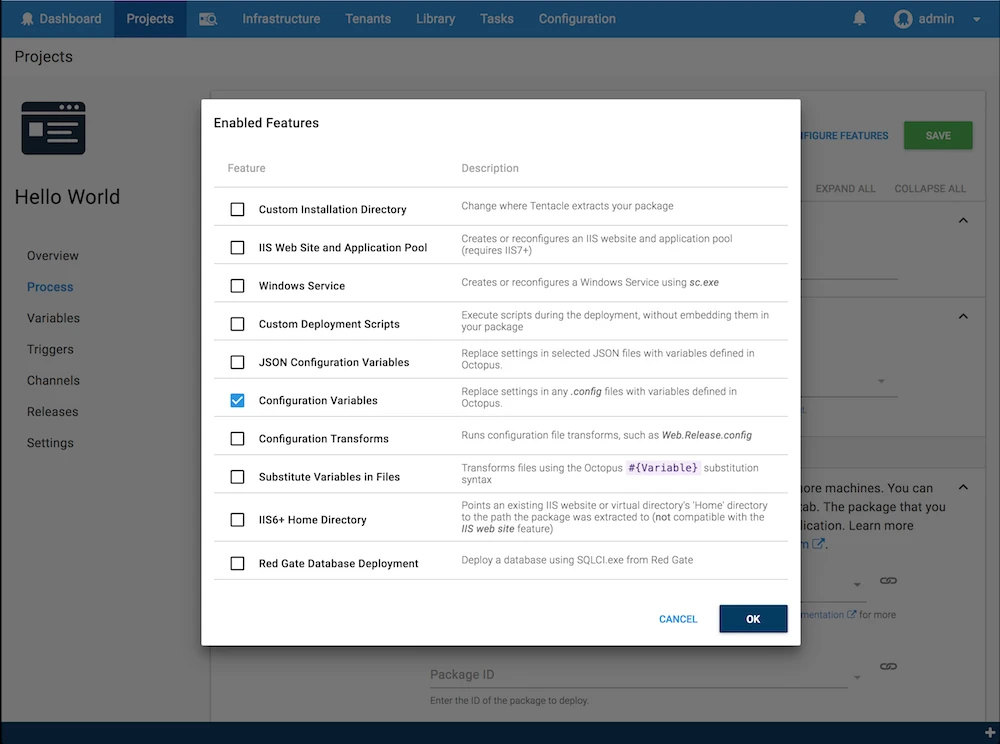 Dashboard Projects Infrastructure Tenants Library Tasks Configuration admin
Projects
Hello World
Overview
Process
Variables
Triggers
Channels
Releases
Settings
FIGURE FEATURES SAVE
EXPAND ALL COLLAPSE ALL
Enabled Features
Feature Description
Custom Installation Directory Change where Tentacle extracts your package
IIS Web Site and Application Pool Creates or reconfigures an IIS website and application pool
(requires IIS7+)
Windows Service Creates or reconfigures a Windows Service using sc.exe
Custom Deployment Scripts Execute scripts during the deployment, without embedding them in
your package
JSON Configuration Variables Replace settings in selected JSON files with variables defined in
Octopus.
Configuration Variables Replace settings in any .config files with variables defined in
Octopus.
Configuration Transforms Runs configuration file transforms, such as Web.Release.config
Substitute Variables in Files Transforms files using the Octopus #{Variable} substitution
syntax
IIS6+ Home Directory Points an existing IIS website or virtual directory's 'Home' directory
to the path the package was extracted to (not compatible with the
IIS web site feature)
Red Gate Database Deployment Deploy a database using SQLCI.exe from Red Gate
CANCEL OK
t.
ore machines. You can
tab. The package that you
lication. Learn more
m.
mentation for more
Package ID
Enter the ID of the package to deploy.